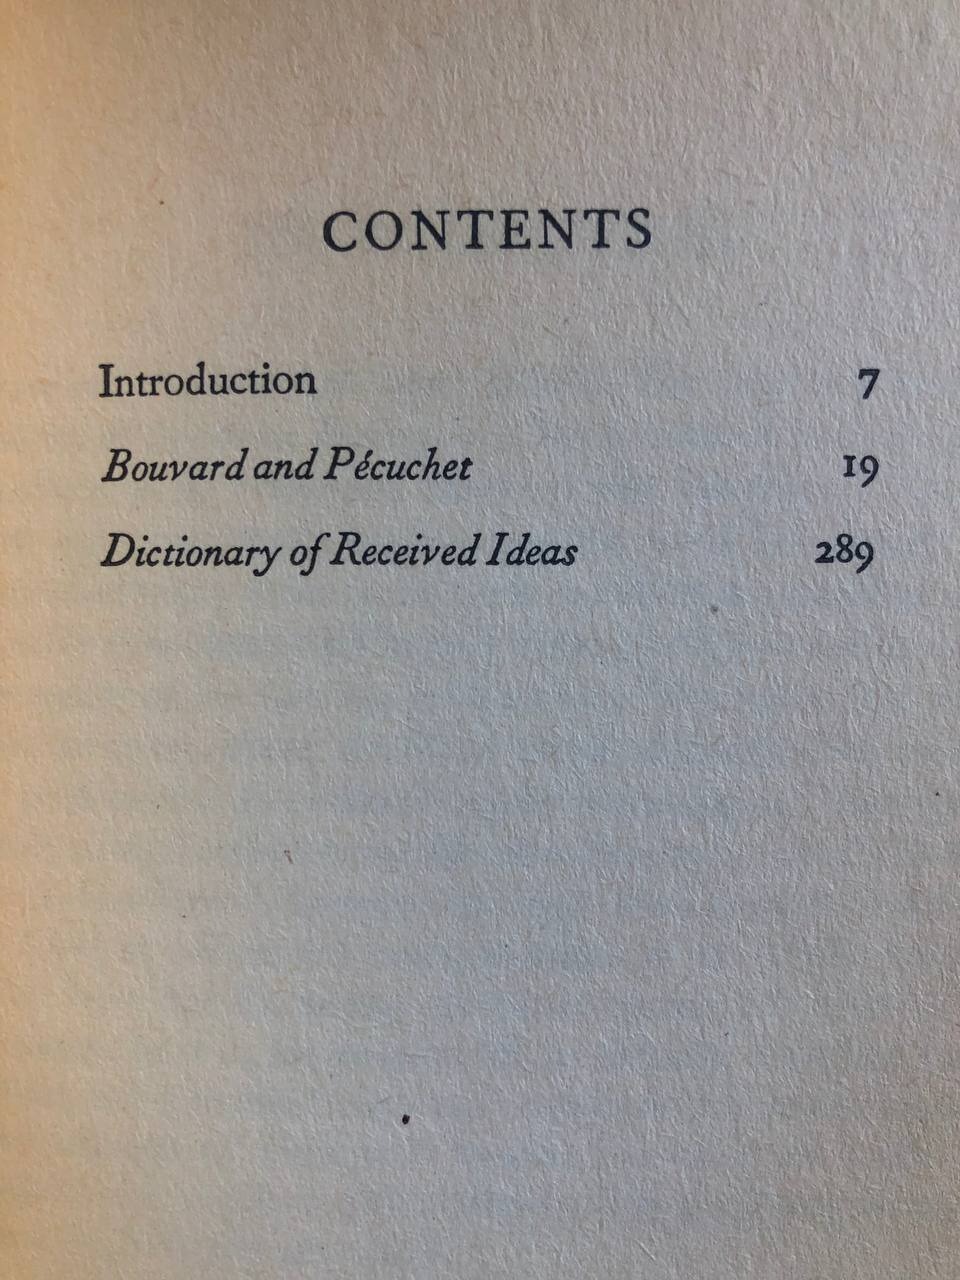 CONTENTS
Introduction 7
Bouvard and Pécuchet 19
Dictionary of Received Ideas 289